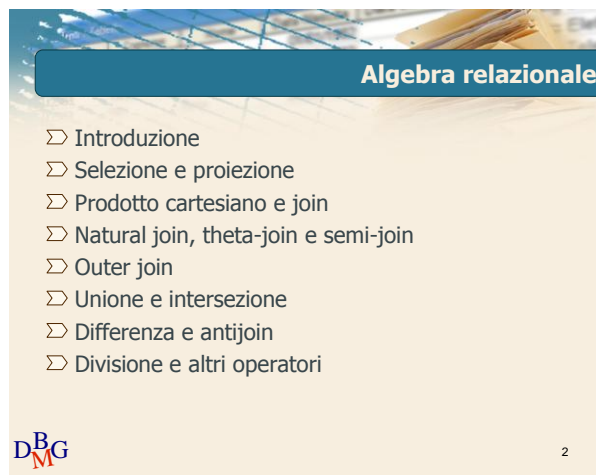 Algebra relazionale
Introduzione
Selezione e proiezione
Prodotto cartesiano e join
Natural join, theta-join e semi-join
Outer join
Unione e intersezione
Differenza e antijoin
Divisione e altri operatori
DBMG
2